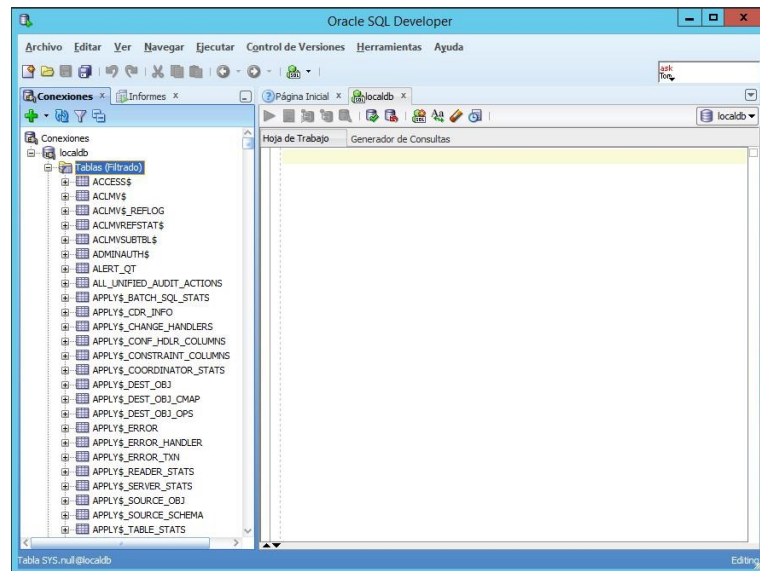 Oracle SQL Developer
Archivo Editar Ver Navegar Ejecutar Control de Versiones Herramientas Ayuda
ask
Tom
Conexiones
Informes
Página Inicial
localdb
localdb
Hoja de Trabajo
Generador de Consultas
Conexiones
localdb
Tablas (Filtrado)
ACCESS$
ACLMV$
ACLMV$_REFLOG
ACLMVREFSTAT$
ACLMVSUBTBL$
ADMINAUTH$
ALERT_QT
ALL_UNIFIED_AUDIT_ACTIONS
APPLY$_BATCH_SQL_STATS
APPLY$_CDR_INFO
APPLY$_CHANGE_HANDLERS
APPLY$_CONF_HDLR_COLUMNS
APPLY$_CONSTRAINT_COLUMNS
APPLY$_COORDINATOR_STATS
APPLY$_DEST_OBJ
APPLY$_DEST_OBJ_CMAP
APPLY$_DEST_OBJ_OPS
APPLY$_ERROR
APPLY$_ERROR_HANDLER
APPLY$_ERROR_TXN
APPLY$_READER_STATS
APPLY$_SERVER_STATS
APPLY$_SOURCE_OBJ
APPLY$_SOURCE_SCHEMA
APPLY$_TABLE_STATS
Tabla SYS.null@localdb
Editing